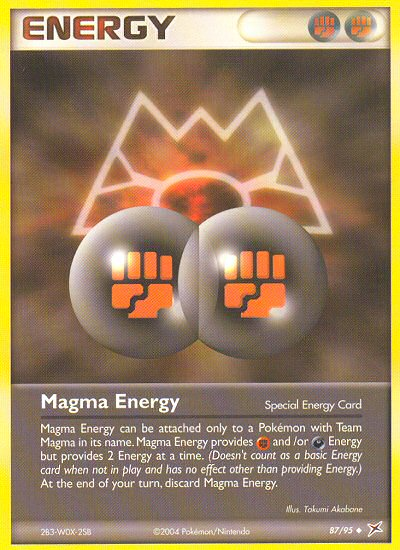 ENERGY
Magma Energy
Special Energy Card
Magma Energy can be attached only to a Pokémon with Team
Magma in its name. Magma Energy provides and /or Energy
but provides 2 Energy at a time. (Doesn't count as a basic Energy
card when not in play and has no effect other than providing Energy.)
At the end of your turn, discard Magma Energy.
Illus. Takumi Akabane
2B3-W0X-2SB
©2004 Pokémon/Nintendo
87/95